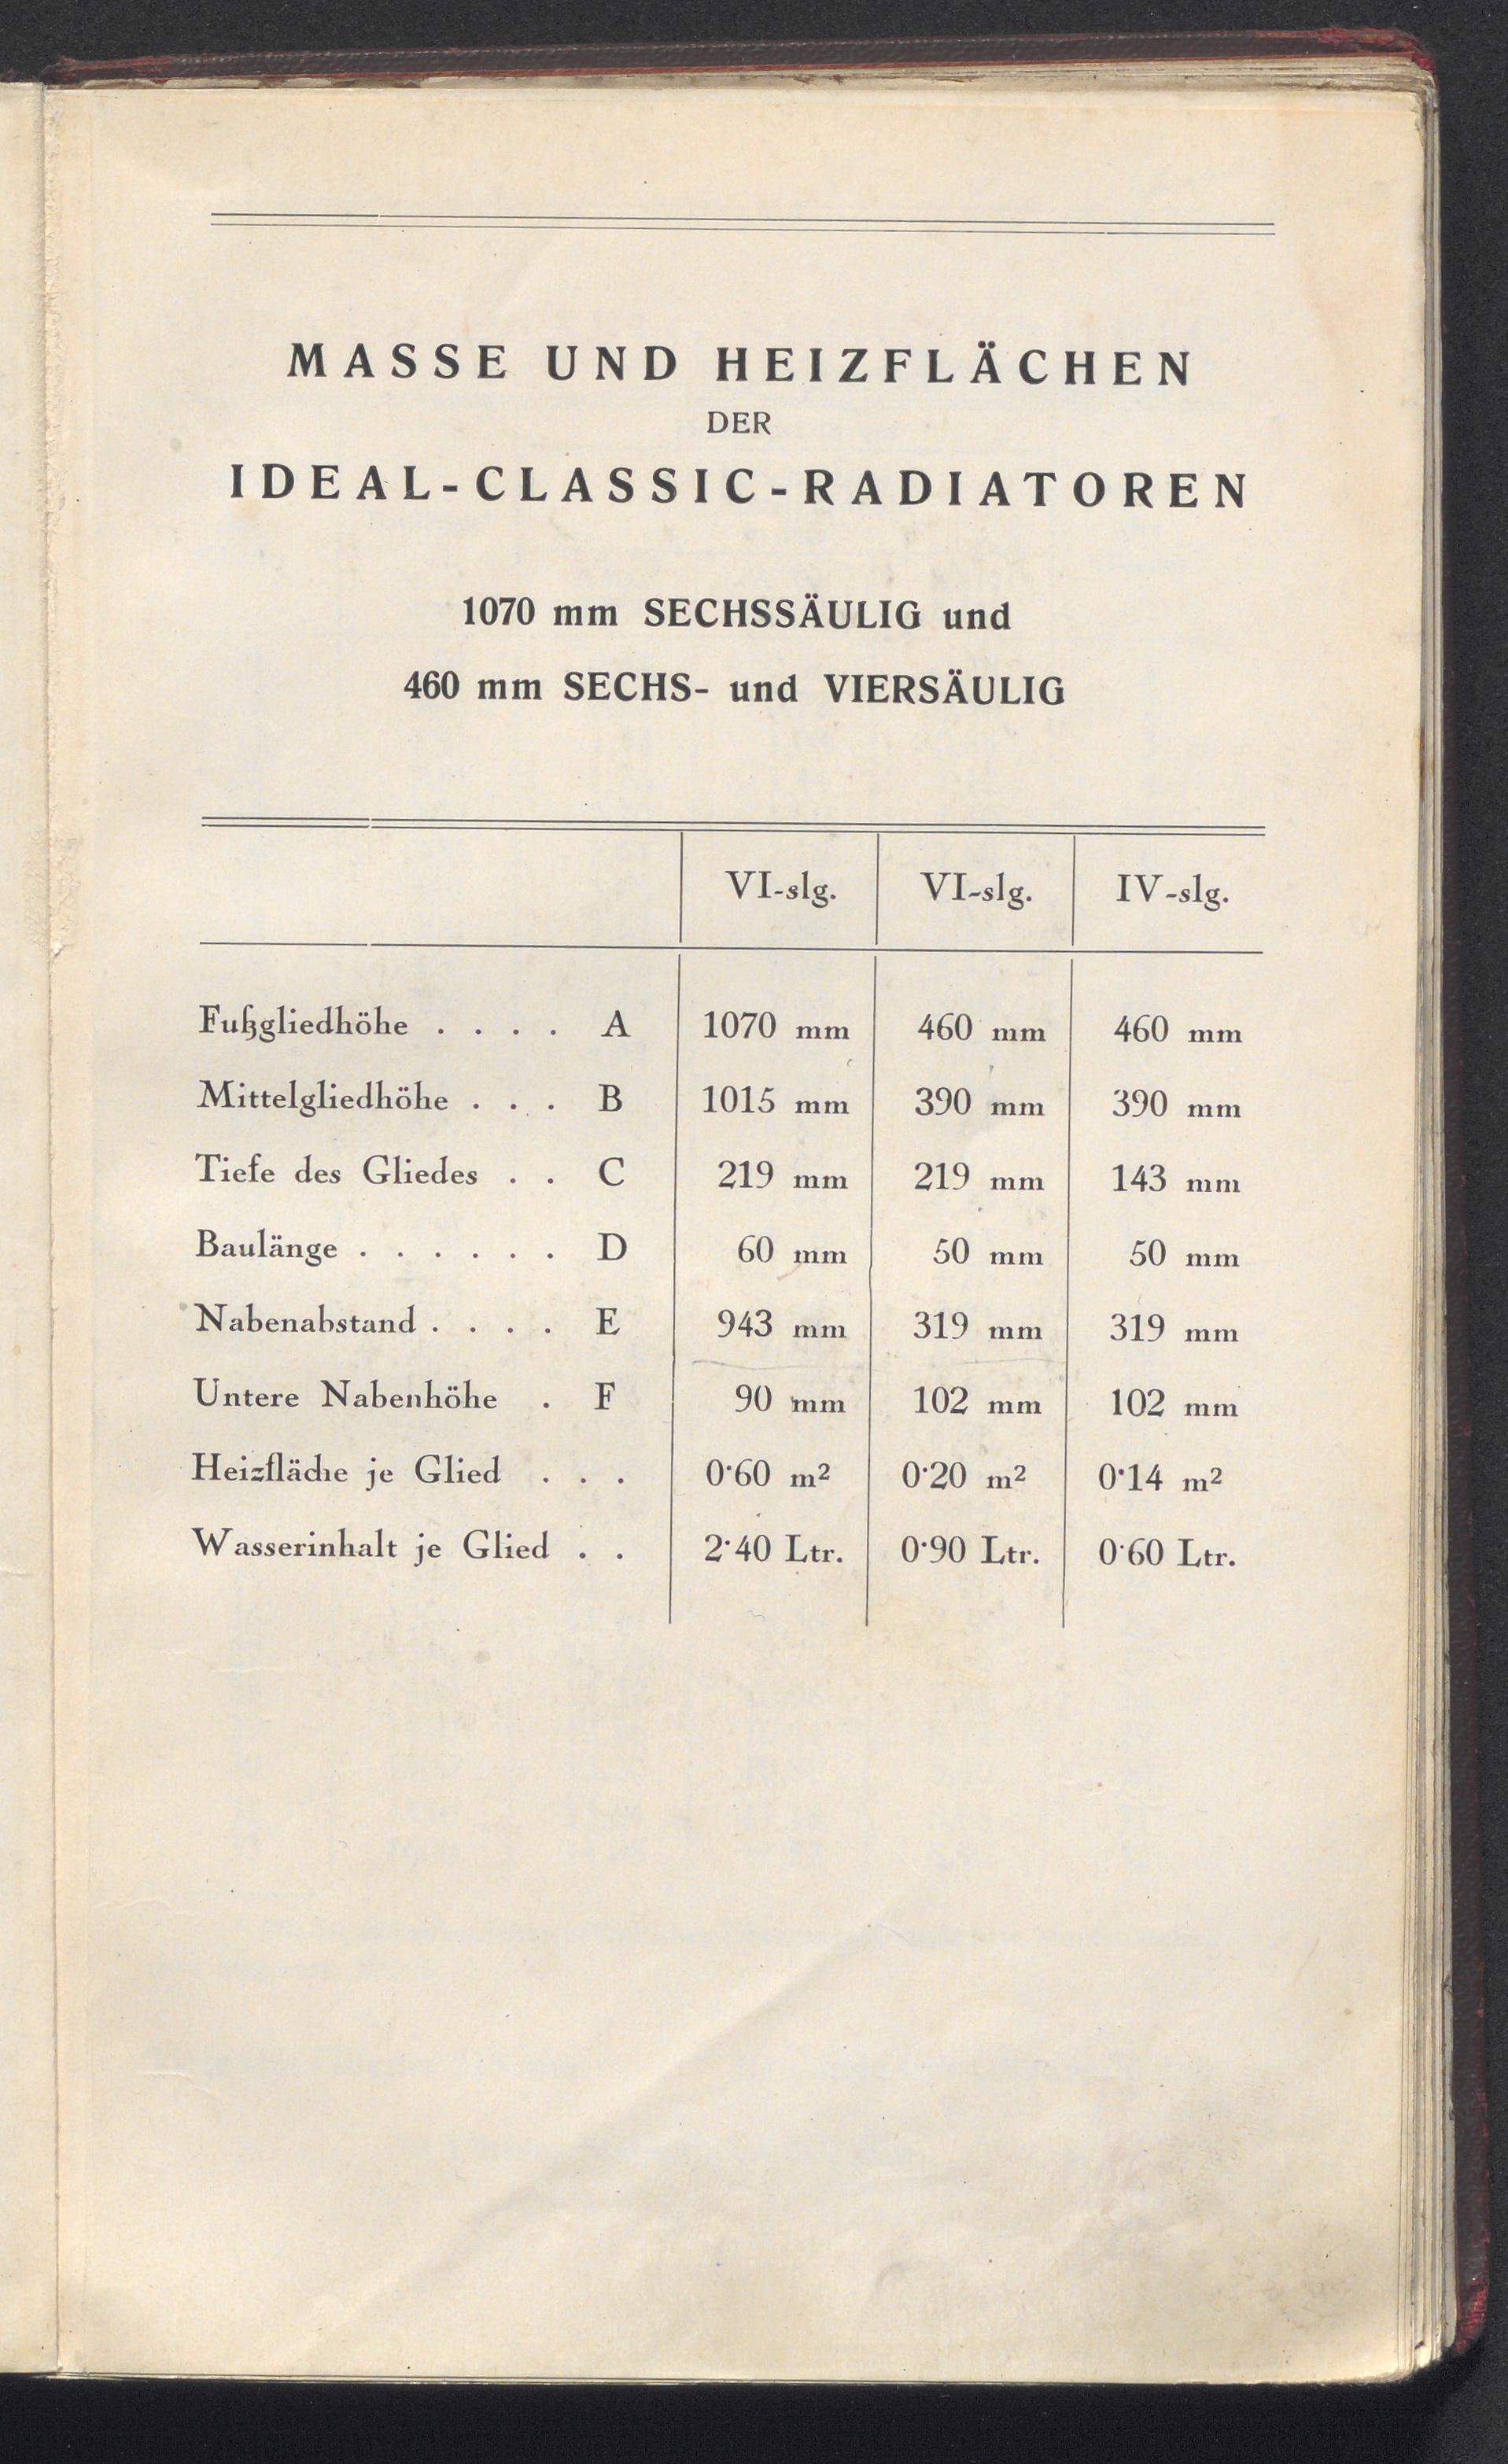 MASSE UND HEIZFLÄCHEN
DER
IDEAL-CLASSIC-RADIATOREN
1070 mm SECHSSÄULIG und
460 mm SECHS- und VIERSÄULIG
VI-slg. VI-slg. IV-slg.
Fußgliedhöhe . . . . A 1070 mm 460 mm 460 mm
Mittelgliedhöhe . . . B 1015 mm 390 mm 390 mm
Tiefe des Gliedes . . C 219 mm 219 mm 143 mm
Baulänge . . . . . . D 60 mm 50 mm 50 mm
Nabenabstand . . . . E 943 mm 319 mm 319 mm
Untere Nabenhöhe . F 90 mm 102 mm 102 mm
Heizfläche je Glied . . . 0·60 m² 0·20 m² 0·14 m²
Wasserinhalt je Glied . . 2·40 Ltr. 0·90 Ltr. 0·60 Ltr.